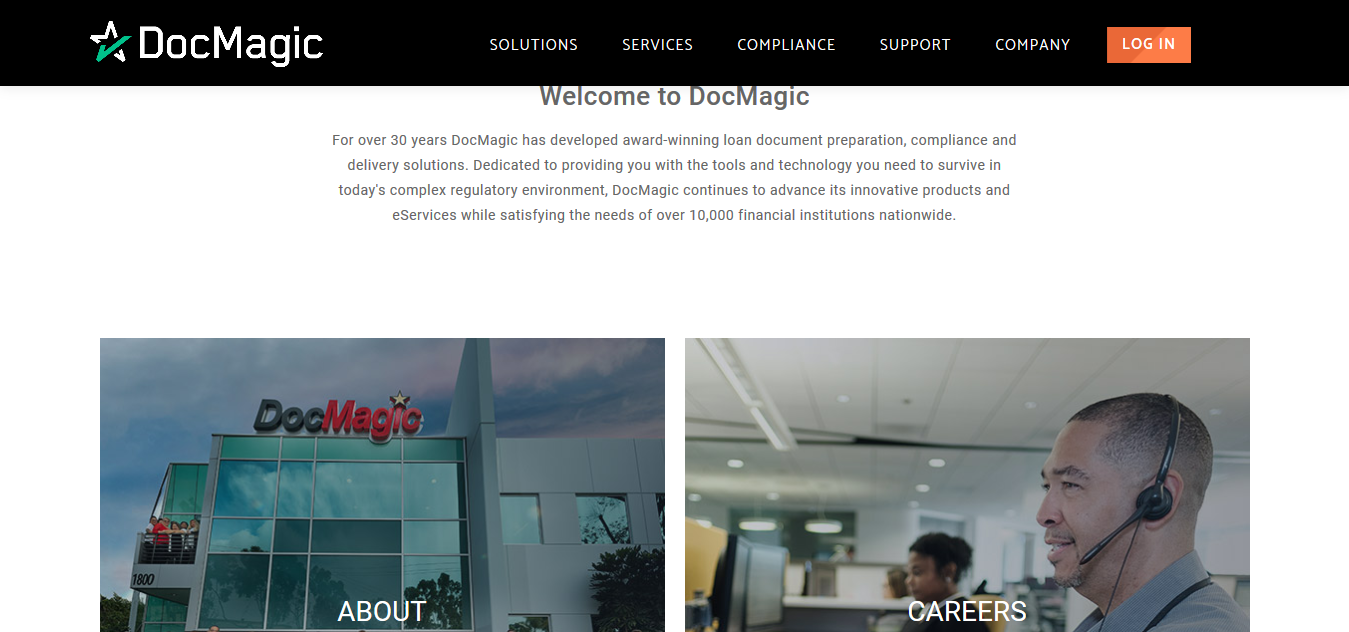 DocMagic
SOLUTIONS SERVICES COMPLIANCE SUPPORT COMPANY LOG IN
Welcome to DocMagic
For over 30 years DocMagic has developed award-winning loan document preparation, compliance and
delivery solutions. Dedicated to providing you with the tools and technology you need to survive in
today's complex regulatory environment, DocMagic continues to advance its innovative products and
eServices while satisfying the needs of over 10,000 financial institutions nationwide.
DocMagic
1800
ABOUT
CAREERS